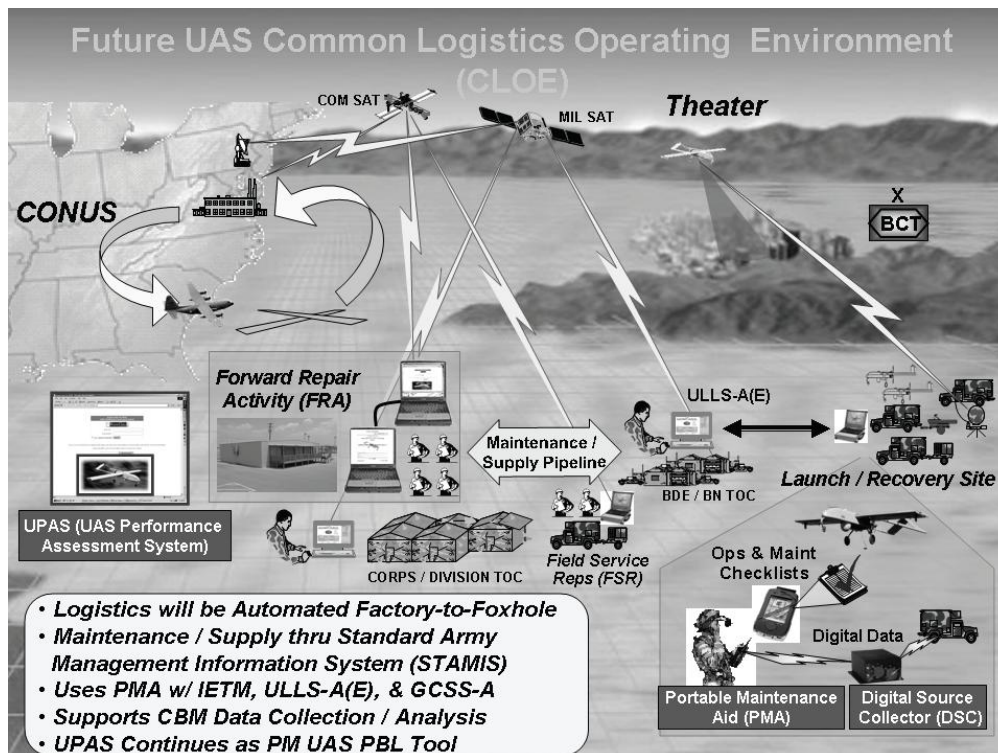 Future UAS Common Logistics Operating Environment
(CLOE)
COM SAT
MIL SAT
Theater
X
BCT
CONUS
Forward Repair
Activity (FRA)
ULLS-A(E)
Maintenance /
Supply Pipeline
BDE / BN TOC
Launch / Recovery Site
UPAS (UAS Performance
Assessment System)
CORPS / DIVISION TOC
Field Service
Reps (FSR)
Ops & Maint
Checklists
Digital Data
Portable Maintenance
Aid (PMA)
Digital Source
Collector (DSC)
• Logistics will be Automated Factory-to-Foxhole
• Maintenance / Supply thru Standard Army
Management Information System (STAMIS)
• Uses PMA w/ IETM, ULLS-A(E), & GCSS-A
• Supports CBM Data Collection / Analysis
• UPAS Continues as PM UAS PBL Tool